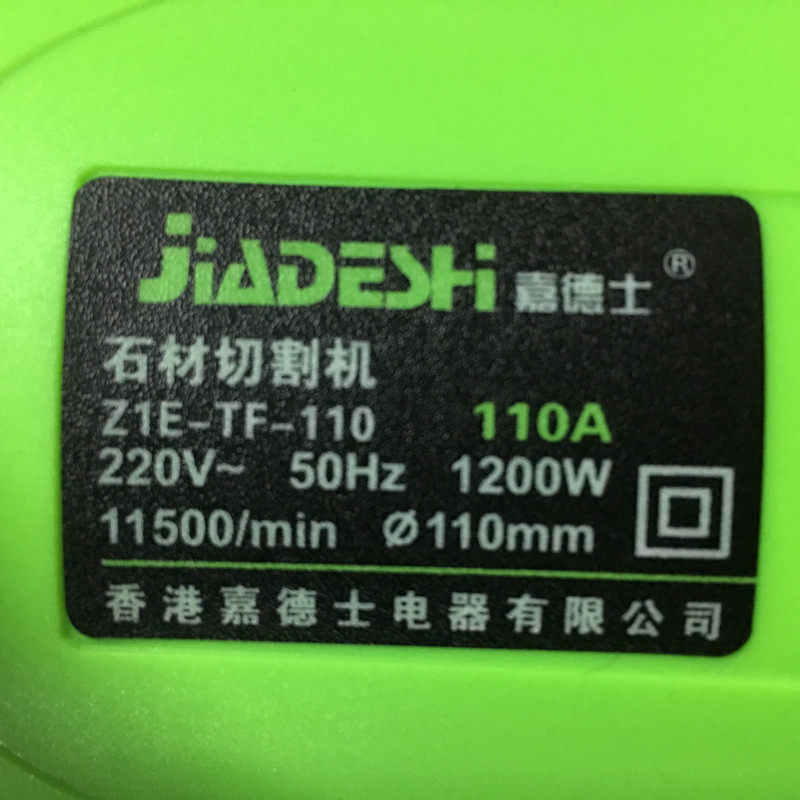 JiADESHi 嘉德士 ®
石材切割机
Z1E-TF-110 110A
220V~ 50Hz 1200W
11500/min Ø110mm
香港嘉德士电器有限公司